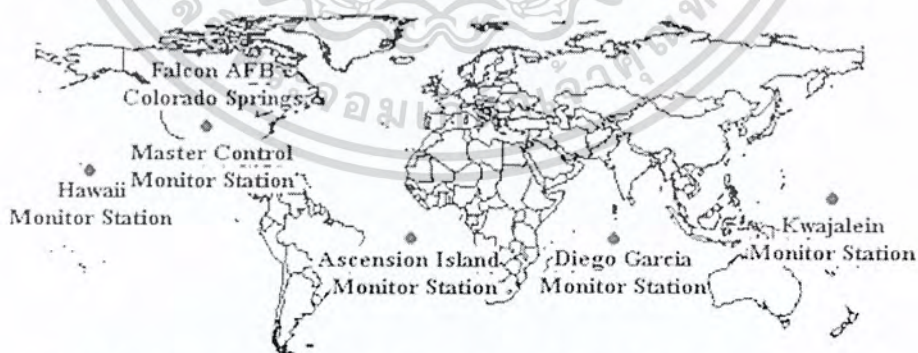 Falcon AFB
Colorado Springs,
Master Control
Monitor Station
Hawaii
Monitor Station
Ascension Island
Monitor Station
Diego Garcia
Monitor Station
Kwajalein
Monitor Station